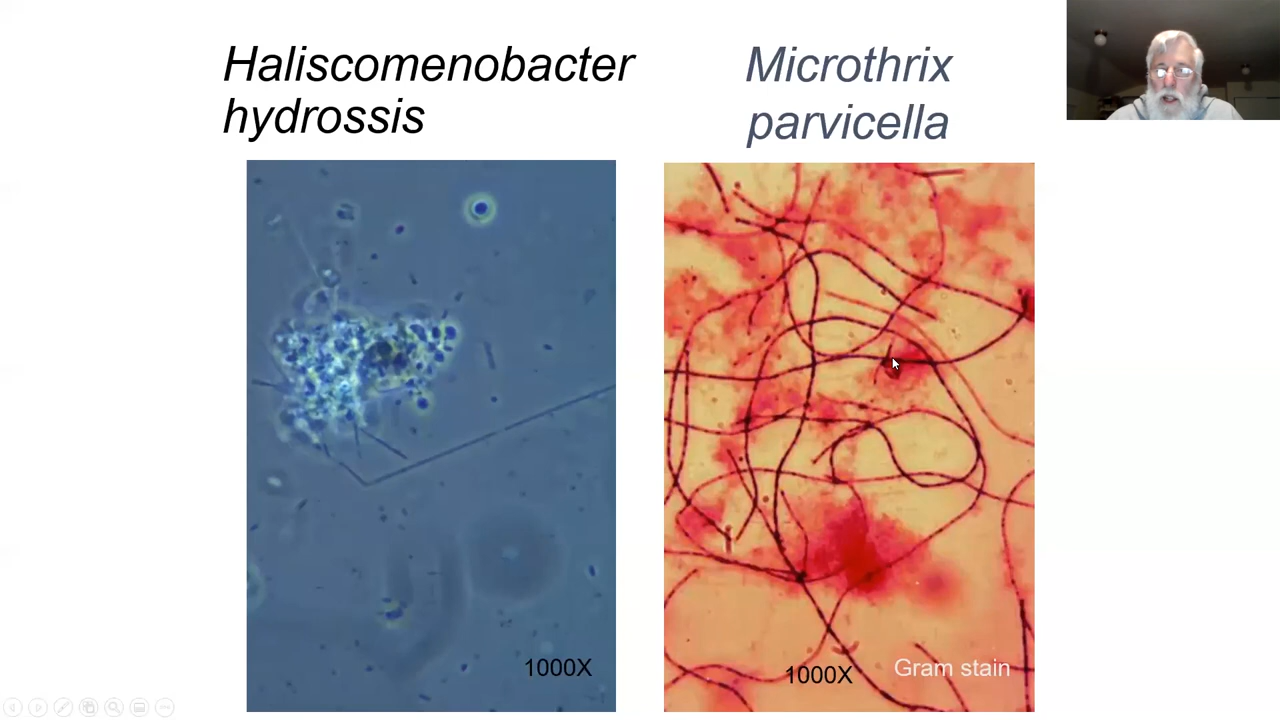 Haliscomenobacter
hydrossis
Microthrix
parvicella
1000X
1000X
Gram stain